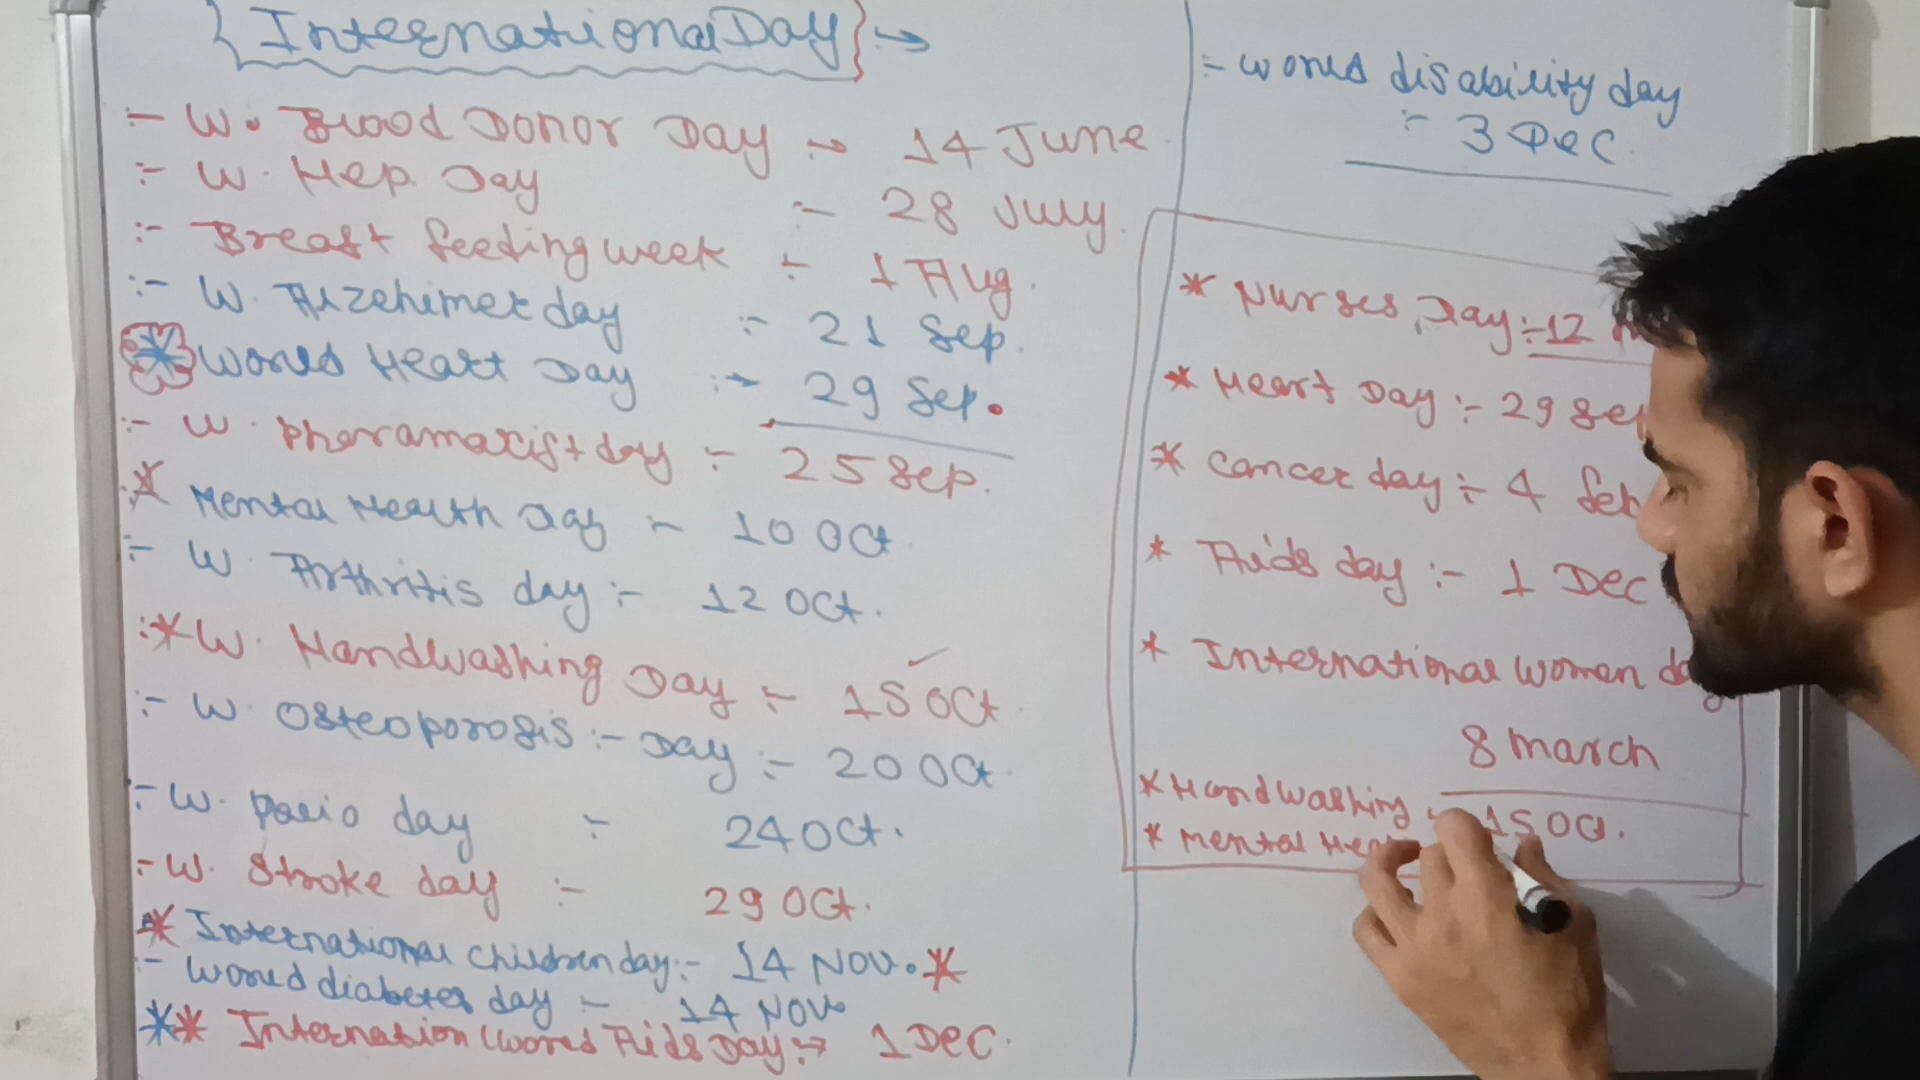 International Day →
:- W. Blood Donor Day → 14 June
:- W. Hep. Day :- 28 July.
:- Breast feeding week :- 1 Aug.
:- W. Alzehimer day :- 21 Sep.
* World Heart Day :→ 29 Sep.
:- W. Pharamacist day :- 25 Sep.
* Mental Health Day :- 10 Oct.
:- W. Arthritis day :- 12 Oct.
:* W. Handwashing Day :- 15 Oct.
:- W. Osteoporosis :- Day :- 20 Oct.
:- W. Polio day :- 24 Oct.
:- W. Stroke day :- 29 Oct.
* International Children day :- 14 Nov. *
:- World diabetes day :- 14 Nov
** Internation (World Aids Day :→ 1 Dec.
:- World disability day
:- 3 Dec.
* Nurses Day :- 12
* Heart Day :- 29 Sep
* Cancer day :- 4 feb
* Aids day :- 1 Dec
* International Women day
8 March
* Handwashing :- 15 Oct.
* Mental